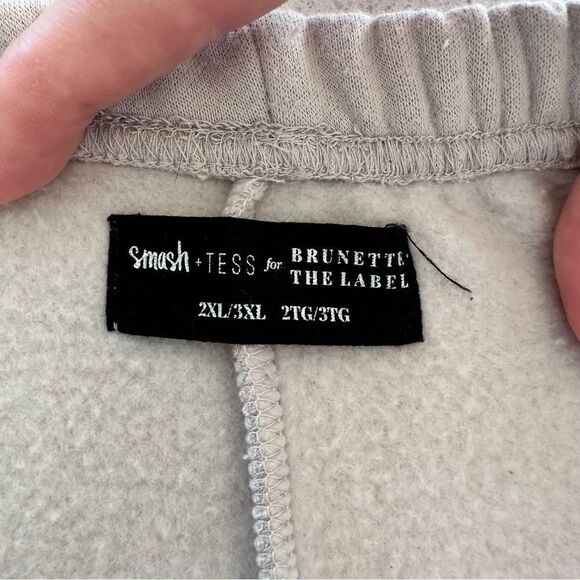 smash + TESS for BRUNETTE THE LABEL
2XL/3XL 2TG/3TG